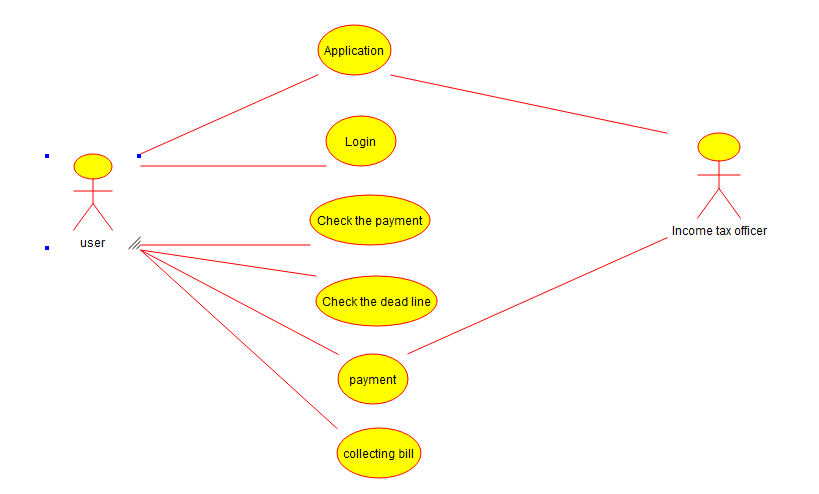 Application
Login
Check the payment
user
Income tax officer
Check the dead line
payment
collecting bill